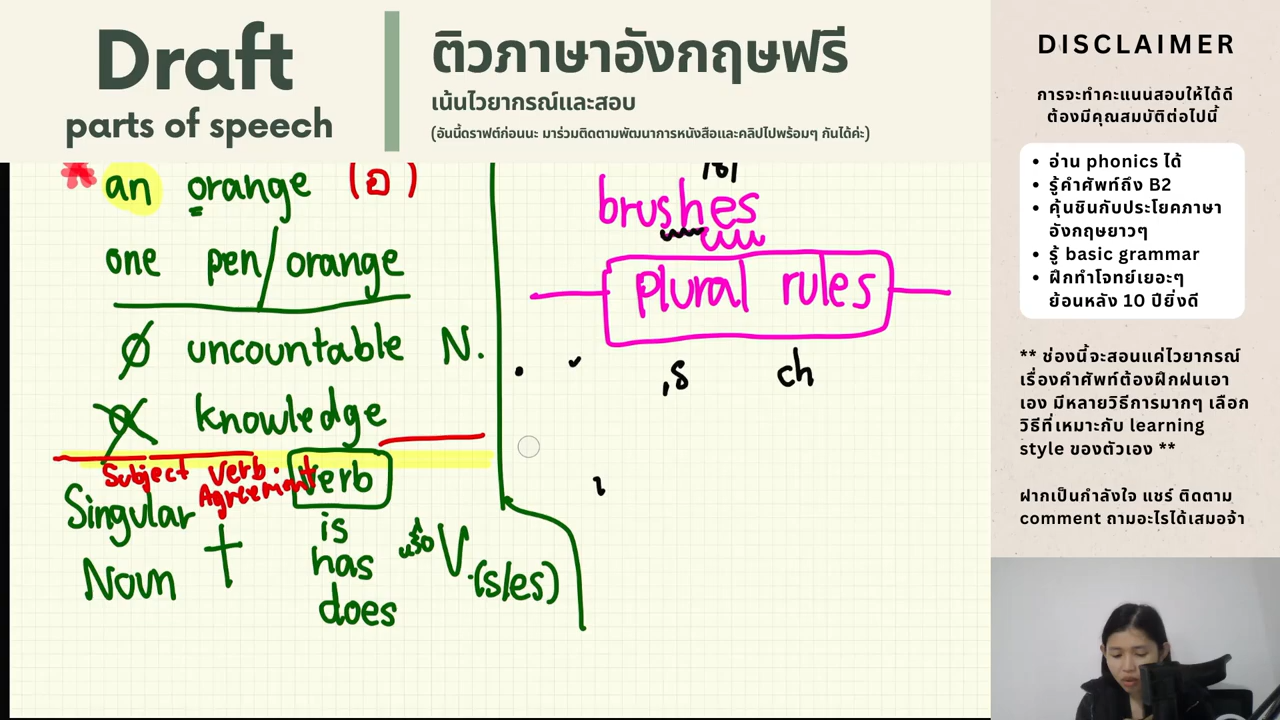 Draft
parts of speech
ติวภาษาอังกฤษฟรี
เน้นไวยากรณ์และสอบ
(อันนี้ดราฟต์ก่อนนะ มาร่วมติดตามพัฒนาการหนังสือและคลิปไปพร้อมๆ กันได้ค่ะ)
an orange (อ)
one pen/orange
Ø uncountable N.
knowledge
Subject Verb
Agreement
Singular
Noun
+
verb
is
has
does
หรือ V.(s/es)
brushes
plural rules
,s ch
DISCLAIMER
การจะทำคะแนนสอบให้ได้ดี
ต้องมีคุณสมบัติต่อไปนี้
• อ่าน phonics ได้
• รู้คำศัพท์ถึง B2
• คุ้นชินกับประโยคภาษา
อังกฤษยาวๆ
• รู้ basic grammar
• ฝึกทำโจทย์เยอะๆ
ย้อนหลัง 10 ปียิ่งดี
** ช่องนี้จะสอนแค่ไวยากรณ์
เรื่องคำศัพท์ต้องฝึกฝนเอา
เอง มีหลายวิธีการมากๆ เลือก
วิธีที่เหมาะกับ learning
style ของตัวเอง **
ฝากเป็นกำลังใจ แชร์ ติดตาม
comment ถามอะไรได้เสมอจ้า